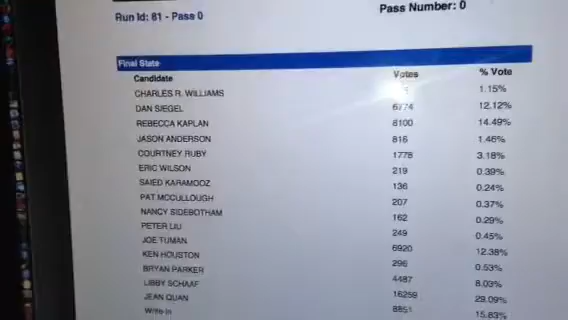 Run Id: 81 - Pass 0 Pass Number: 0
Final State
Candidate Votes % Vote
CHARLES R. WILLIAMS 1.15%
DAN SIEGEL 6774 12.12%
REBECCA KAPLAN 8100 14.49%
JASON ANDERSON 816 1.46%
COURTNEY RUBY 1778 3.18%
ERIC WILSON 219 0.39%
SAIED KARAMOOZ 136 0.24%
PAT MCCULLOUGH 207 0.37%
NANCY SIDEBOTHAM 162 0.29%
PETER LIU 249 0.45%
JOE TUMAN 6920 12.38%
KEN HOUSTON 296 0.53%
BRYAN PARKER 4487 8.03%
LIBBY SCHAAF 16259 29.09%
JEAN QUAN 8851 15.83%
Write-in